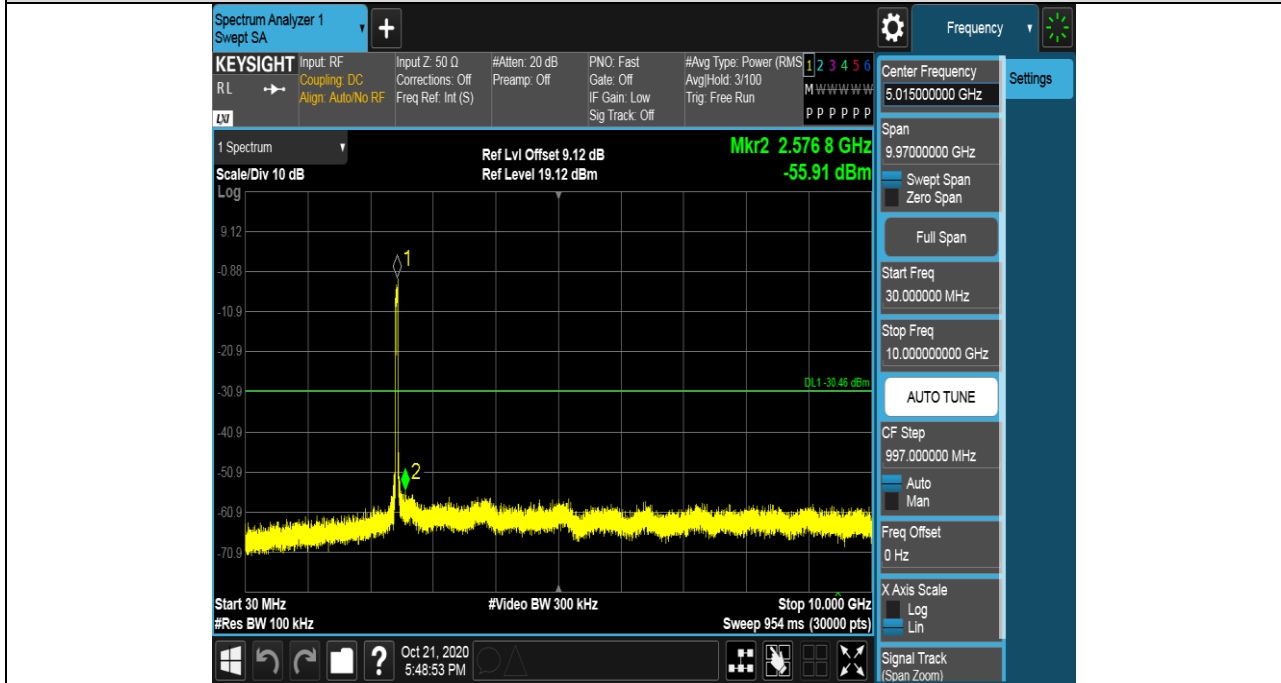 Spectrum Analyzer 1
Swept SA
+
Frequency
KEYSIGHT
RL
LXI
Input: RF
Coupling: DC
Align: Auto/No RF
Input Z: 50 Ω
Corrections: Off
Freq Ref: Int (S)
#Atten: 20 dB
Preamp: Off
PNO: Fast
Gate: Off
IF Gain: Low
Sig Track: Off
#Avg Type: Power (RMS
Avg|Hold: 3/100
Trig: Free Run
1 2 3 4 5 6
M W W W W W
P P P P P P
1 Spectrum
Scale/Div 10 dB
Ref Lvl Offset 9.12 dB
Ref Level 19.12 dBm
Mkr2 2.576 8 GHz
-55.91 dBm
Log
9.12
-0.88
-10.9
-20.9
-30.9
-40.9
-50.9
-60.9
-70.9
1
2
DL1 -30.46 dBm
Start 30 MHz
#Video BW 300 kHz
Stop 10.000 GHz
#Res BW 100 kHz
Sweep 954 ms (30000 pts)
?
Oct 21, 2020
5:48:53 PM
Center Frequency
5.015000000 GHz
Settings
Span
9.97000000 GHz
Swept Span
Zero Span
Full Span
Start Freq
30.000000 MHz
Stop Freq
10.000000000 GHz
AUTO TUNE
CF Step
997.000000 MHz
Auto
Man
Freq Offset
0 Hz
X Axis Scale
Log
Lin
Signal Track
(Span Zoom)